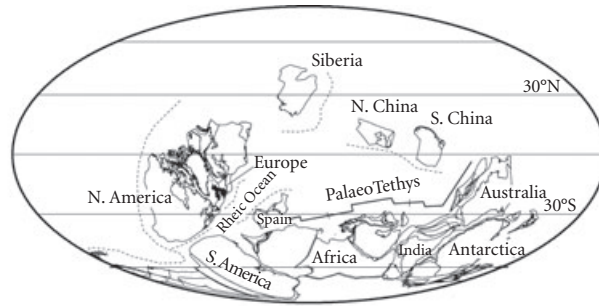 Siberia
30°N
N. China
S. China
Europe
N. America
Rheic Ocean
PalaeoTethys
Australia
Spain
30°S
India
Antarctica
Africa
S. America